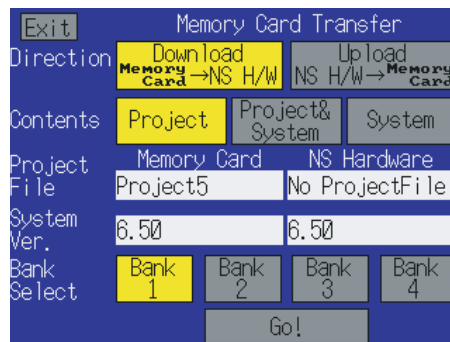 Exit Memory Card Transfer
Direction Download Upload
Memory Card →NS H/W NS H/W→ Memory Card
Contents Project Project& System System
Memory Card NS Hardware
Project File Project5 No ProjectFile
System Ver. 6.50 6.50
Bank Select Bank 1 Bank 2 Bank 3 Bank 4
Go!